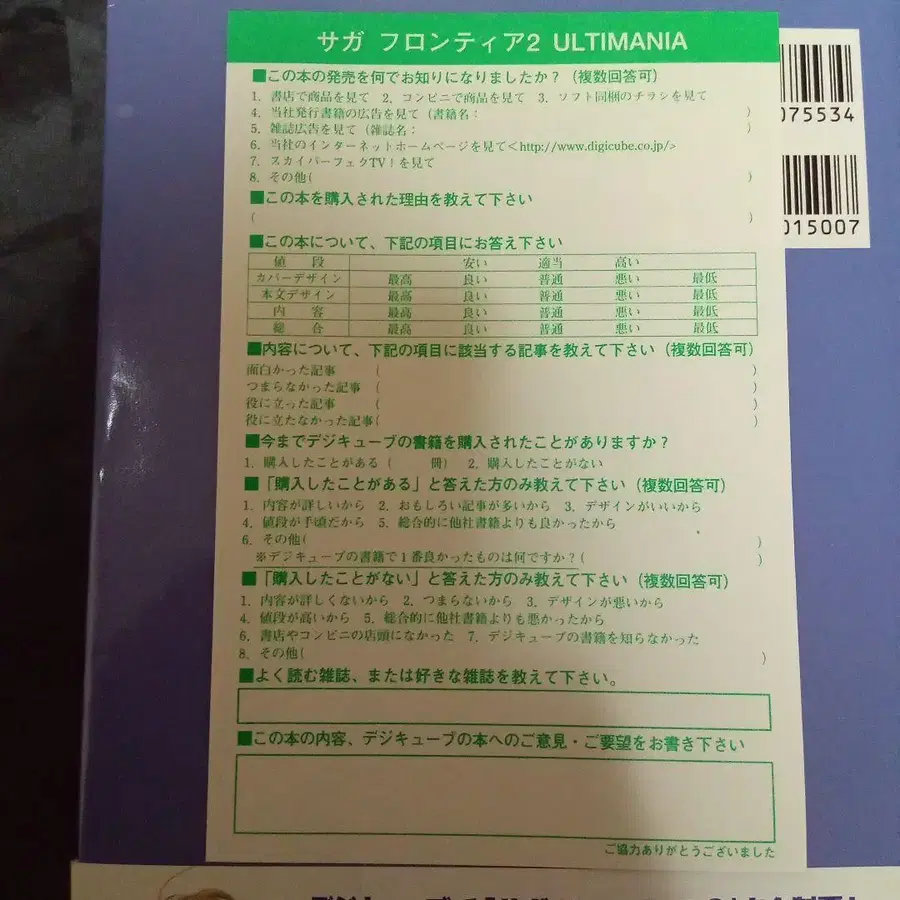 サガ フロンティア2 ULTIMANIA
■この本の発売を何でお知りになりましたか？（複数回答可）
1. 書店で商品を見て 2. コンビニで商品を見て 3. ソフト同梱のチラシを見て
4. 当社発行書籍の広告を見て（書籍名： ）
5. 雑誌広告を見て（雑誌名： ）
6. 当社のインターネットホームページを見て<http://www.digicube.co.jp/>
7. スカイパーフェクTV！を見て
8. その他( )
■この本を購入された理由を教えて下さい
( )
■この本について、下記の項目にお答え下さい
値 段 安い 適当 高い
カバーデザイン 最高 良い 普通 悪い 最低
本文デザイン 最高 良い 普通 悪い 最低
内 容 最高 良い 普通 悪い 最低
総 合 最高 良い 普通 悪い 最低
■内容について、下記の項目に該当する記事を教えて下さい（複数回答可）
面白かった記事 ( )
つまらなかった記事 ( )
役に立った記事 ( )
役に立たなかった記事( )
■今までデジキューブの書籍を購入されたことがありますか？
1. 購入したことがある（ 冊） 2. 購入したことがない
■「購入したことがある」と答えた方のみ教えて下さい（複数回答可）
1. 内容が詳しいから 2. おもしろい記事が多いから 3. デザインがいいから
4. 値段が手頃だから 5. 総合的に他社書籍よりも良かったから
6. その他( )
※デジキューブの書籍で1番良かったものは何ですか？( )
■「購入したことがない」と答えた方のみ教えて下さい（複数回答可）
1. 内容が詳しくないから 2. つまらないから 3. デザインが悪いから
4. 値段が高いから 5. 総合的に他社書籍よりも悪かったから
6. 書店やコンビニの店頭になかった 7. デジキューブの書籍を知らなかった
8. その他( )
■よく読む雑誌、または好きな雑誌を教えて下さい。
■この本の内容、デジキューブの本へのご意見・ご要望をお書き下さい
ご協力ありがとうございました
075534
015007